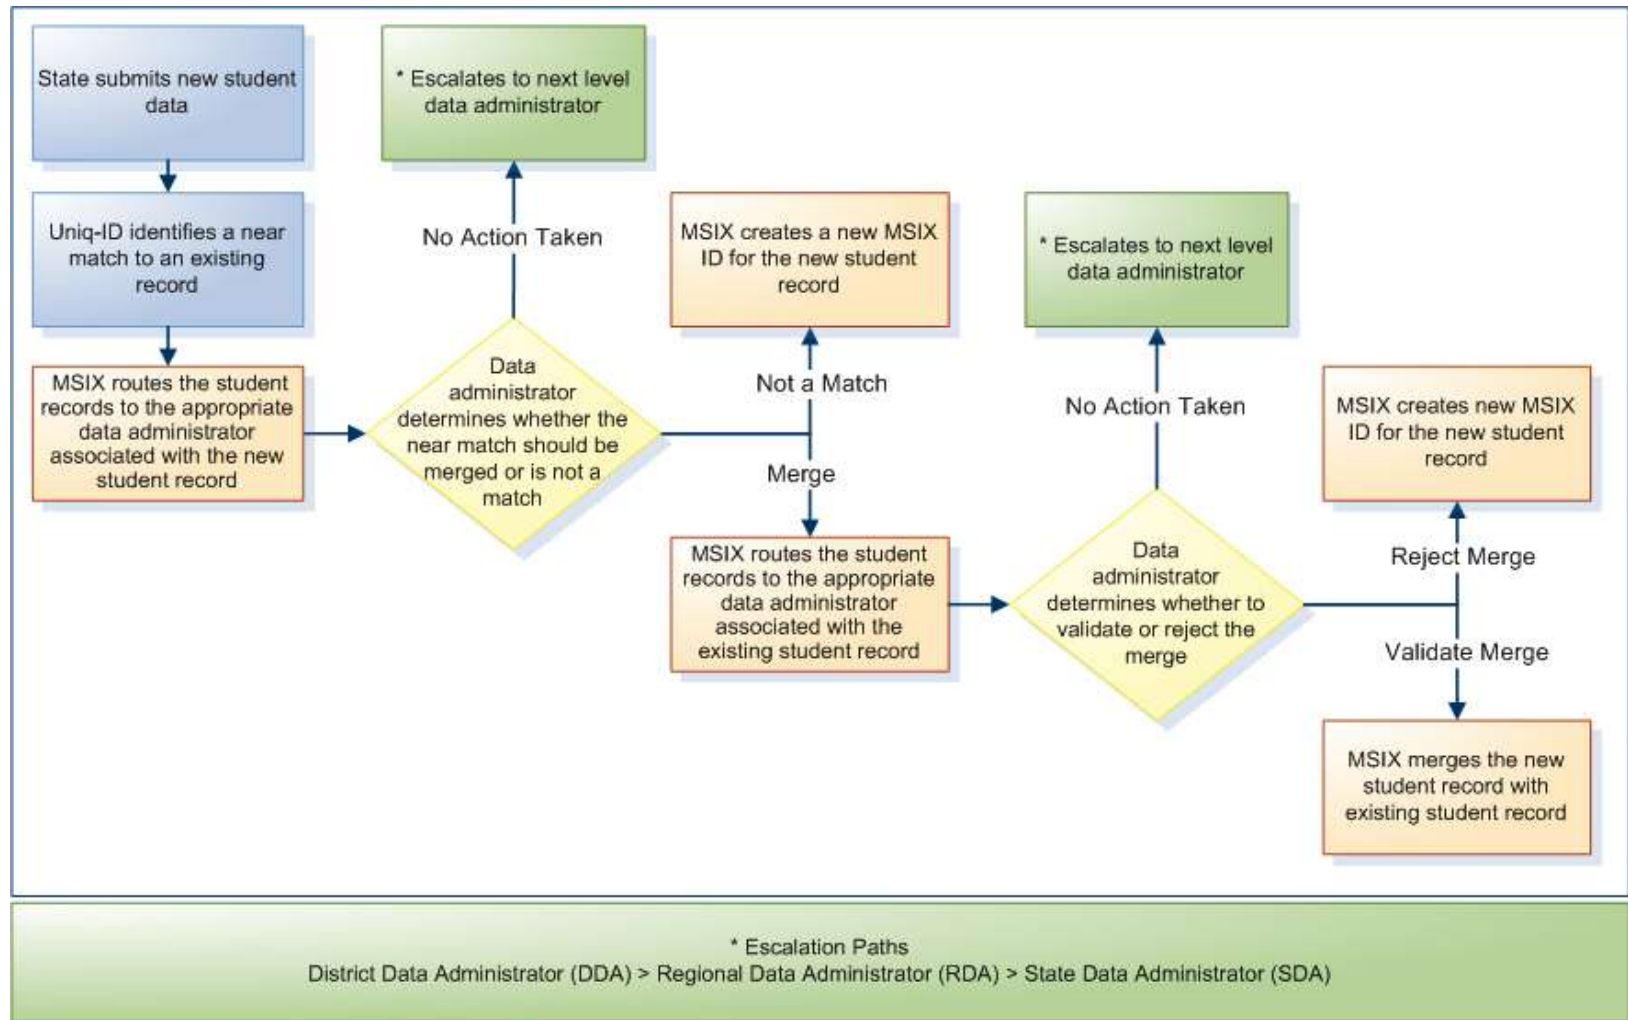 State submits new student
data
Uniq-ID identifies a near
match to an existing
record
MSIX routes the student
records to the appropriate
data administrator
associated with the new
student record
* Escalates to next level
data administrator
No Action Taken
Data
administrator
determines whether the
near match should be
merged or is not a
match
MSIX creates a new MSIX
ID for the new student
record
Not a Match
Merge
MSIX routes the student
records to the appropriate
data administrator
associated with the
existing student record
* Escalates to next level
data administrator
No Action Taken
Data
administrator
determines whether to
validate or reject the
merge
MSIX creates new MSIX
ID for the new student
record
Reject Merge
Validate Merge
MSIX merges the new
student record with
existing student record
* Escalation Paths
District Data Administrator (DDA) > Regional Data Administrator (RDA) > State Data Administrator (SDA)